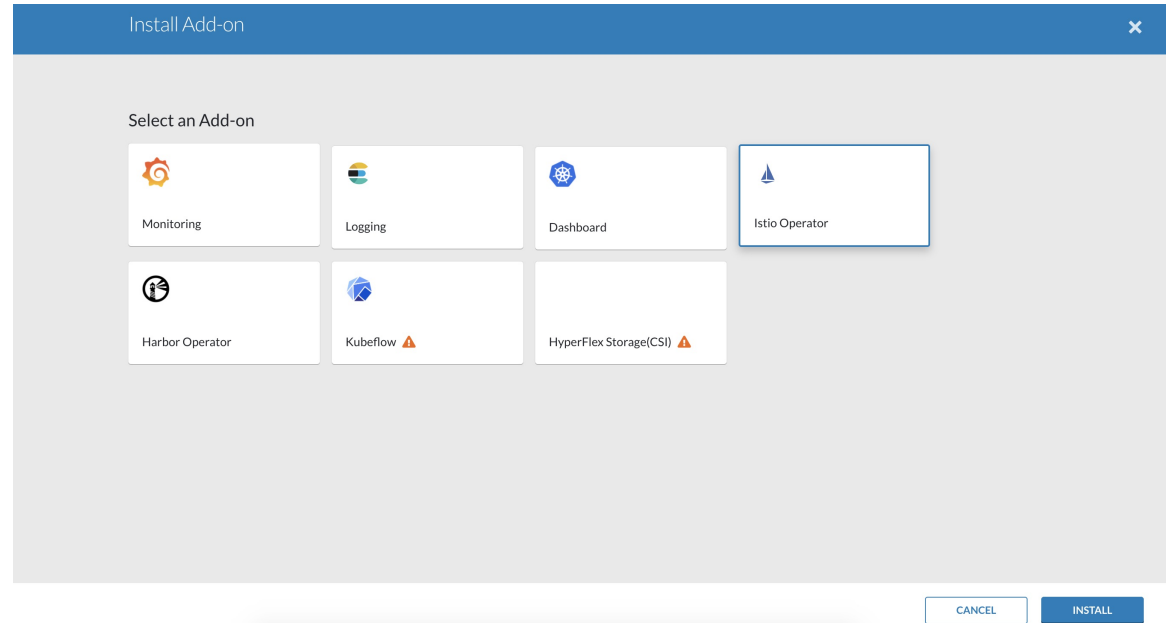 Install Add-on
Select an Add-on
Monitoring
Logging
Dashboard
Istio Operator
Harbor Operator
Kubeflow
HyperFlex Storage(CSI)
CANCEL
INSTALL